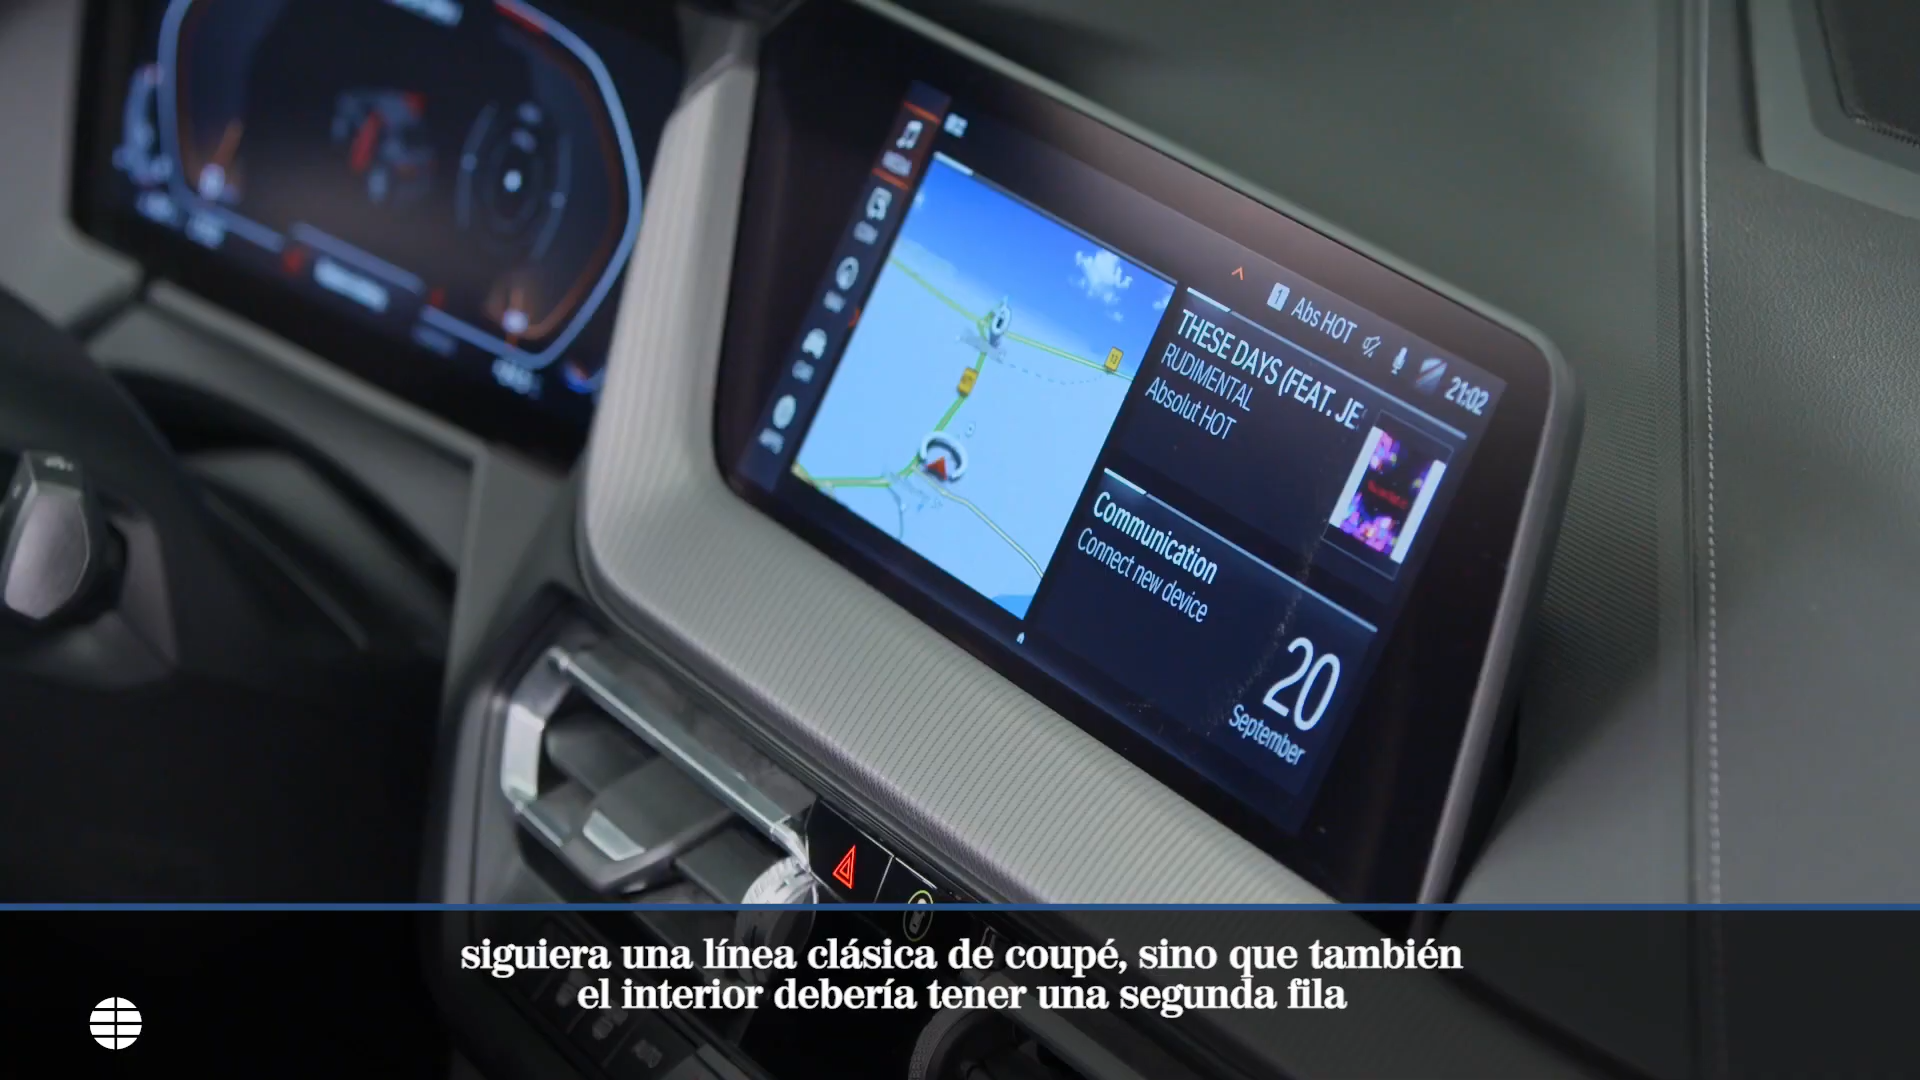 1 Abs HOT 21:02
THESE DAYS (FEAT. JE
RUDIMENTAL
Absolut HOT
Communication
Connect new device
20
September
siguiera una línea clásica de coupé, sino que también
el interior debería tener una segunda fila